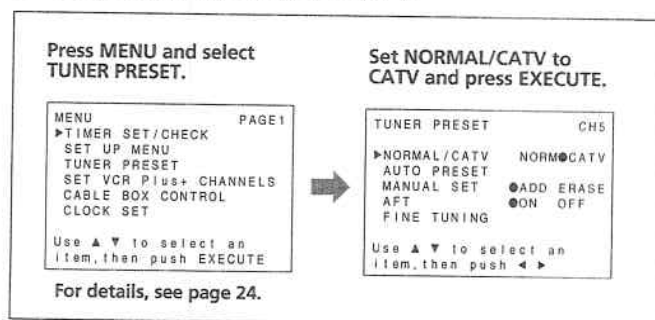 Press MENU and select
TUNER PRESET.
MENU PAGE1
▶TIMER SET/CHECK
SET UP MENU
TUNER PRESET
SET VCR Plus+ CHANNELS
CABLE BOX CONTROL
CLOCK SET
Use ▲ ▼ to select an
item,then push EXECUTE
For details, see page 24.
Set NORMAL/CATV to
CATV and press EXECUTE.
TUNER PRESET CH5
▶NORMAL/CATV NORM●CATV
AUTO PRESET
MANUAL SET ●ADD ERASE
AFT ●ON OFF
FINE TUNING
Use ▲ ▼ to select an
item,then push ◀ ▶